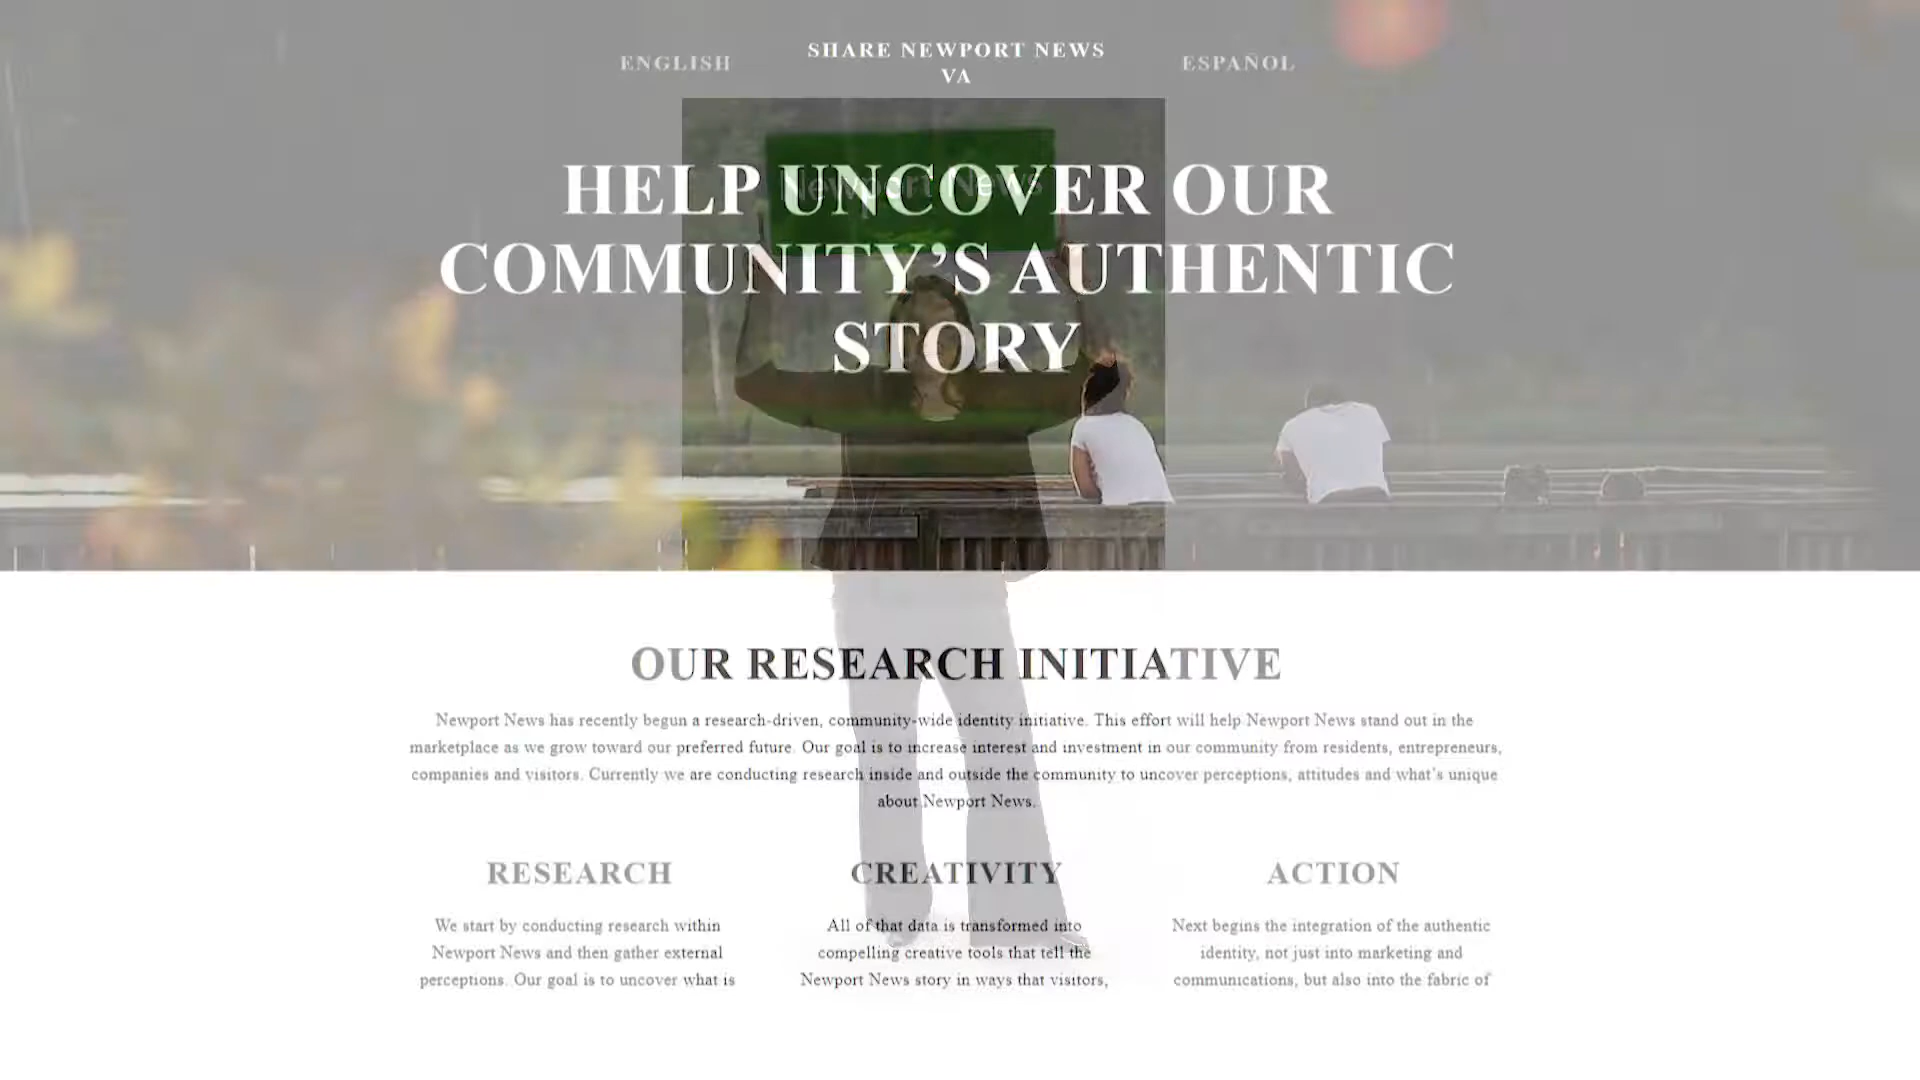 ENGLISH
SHARE NEWPORT NEWS
VA
ESPAÑOL
Newport News
HELP UNCOVER OUR
COMMUNITY’S AUTHENTIC
STORY
OUR RESEARCH INITIATIVE
Newport News has recently begun a research-driven, community-wide identity initiative. This effort will help Newport News stand out in the
marketplace as we grow toward our preferred future. Our goal is to increase interest and investment in our community from residents, entrepreneurs,
companies and visitors. Currently we are conducting research inside and outside the community to uncover perceptions, attitudes and what’s unique
about Newport News.
RESEARCH
We start by conducting research within
Newport News and then gather external
perceptions. Our goal is to uncover what is
CREATIVITY
All of that data is transformed into
compelling creative tools that tell the
Newport News story in ways that visitors,
ACTION
Next begins the integration of the authentic
identity, not just into marketing and
communications, but also into the fabric of